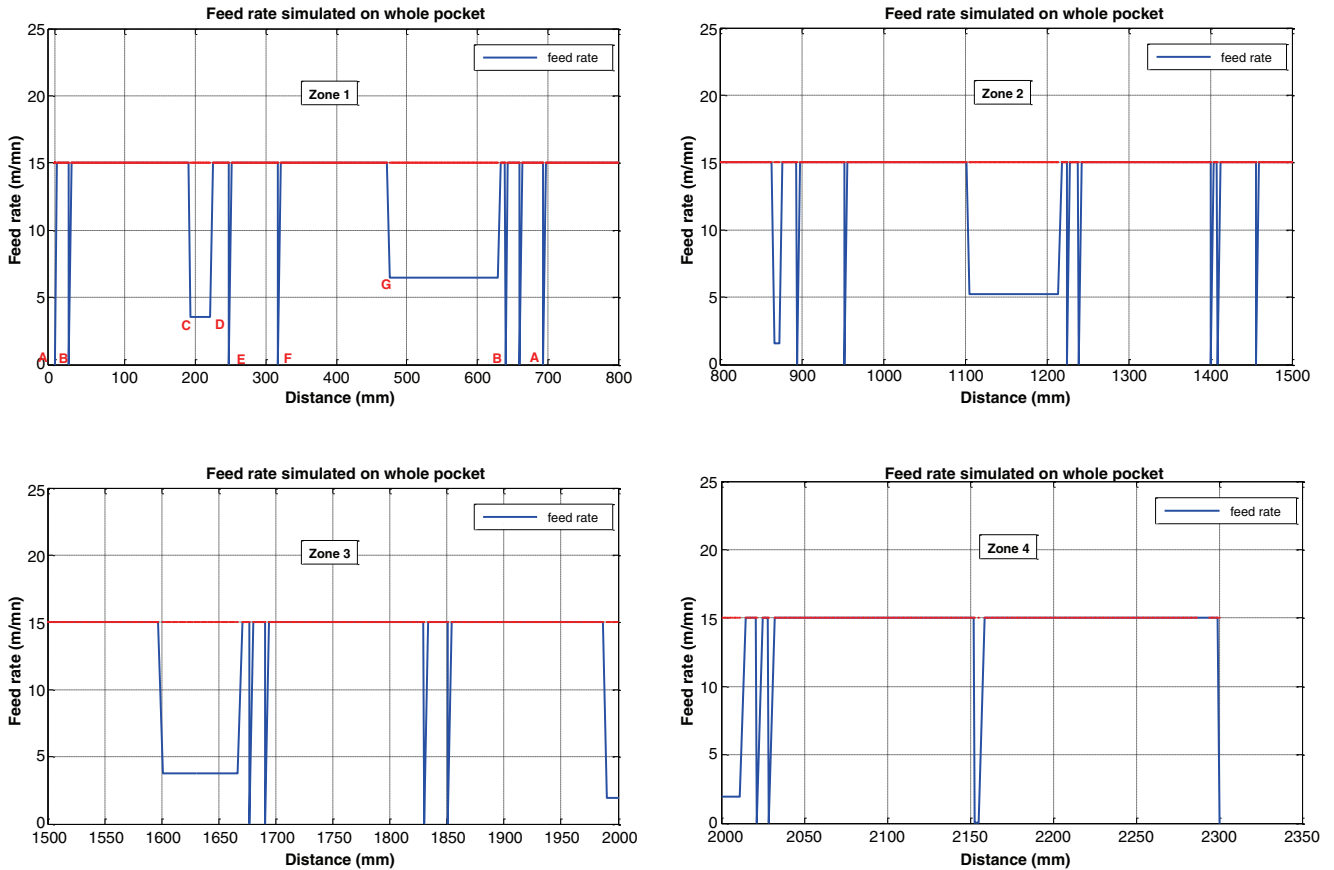 Feed rate simulated on whole pocket
25
20
15
10
5
0
Feed rate (m/mn)
feed rate
Zone 1
A
B
C
D
E
F
G
B
A
0
100
200
300
400
500
600
700
800
Distance (mm)
Feed rate simulated on whole pocket
25
20
15
10
5
0
Feed rate (m/mn)
feed rate
Zone 2
800
900
1000
1100
1200
1300
1400
1500
Distance (mm)
Feed rate simulated on whole pocket
25
20
15
10
5
0
Feed rate (m/mn)
feed rate
Zone 3
1500
1550
1600
1650
1700
1750
1800
1850
1900
1950
2000
Distance (mm)
Feed rate simulated on whole pocket
25
20
15
10
5
0
Feed rate (m/mn)
feed rate
Zone 4
2000
2050
2100
2150
2200
2250
2300
2350
Distance (mm)